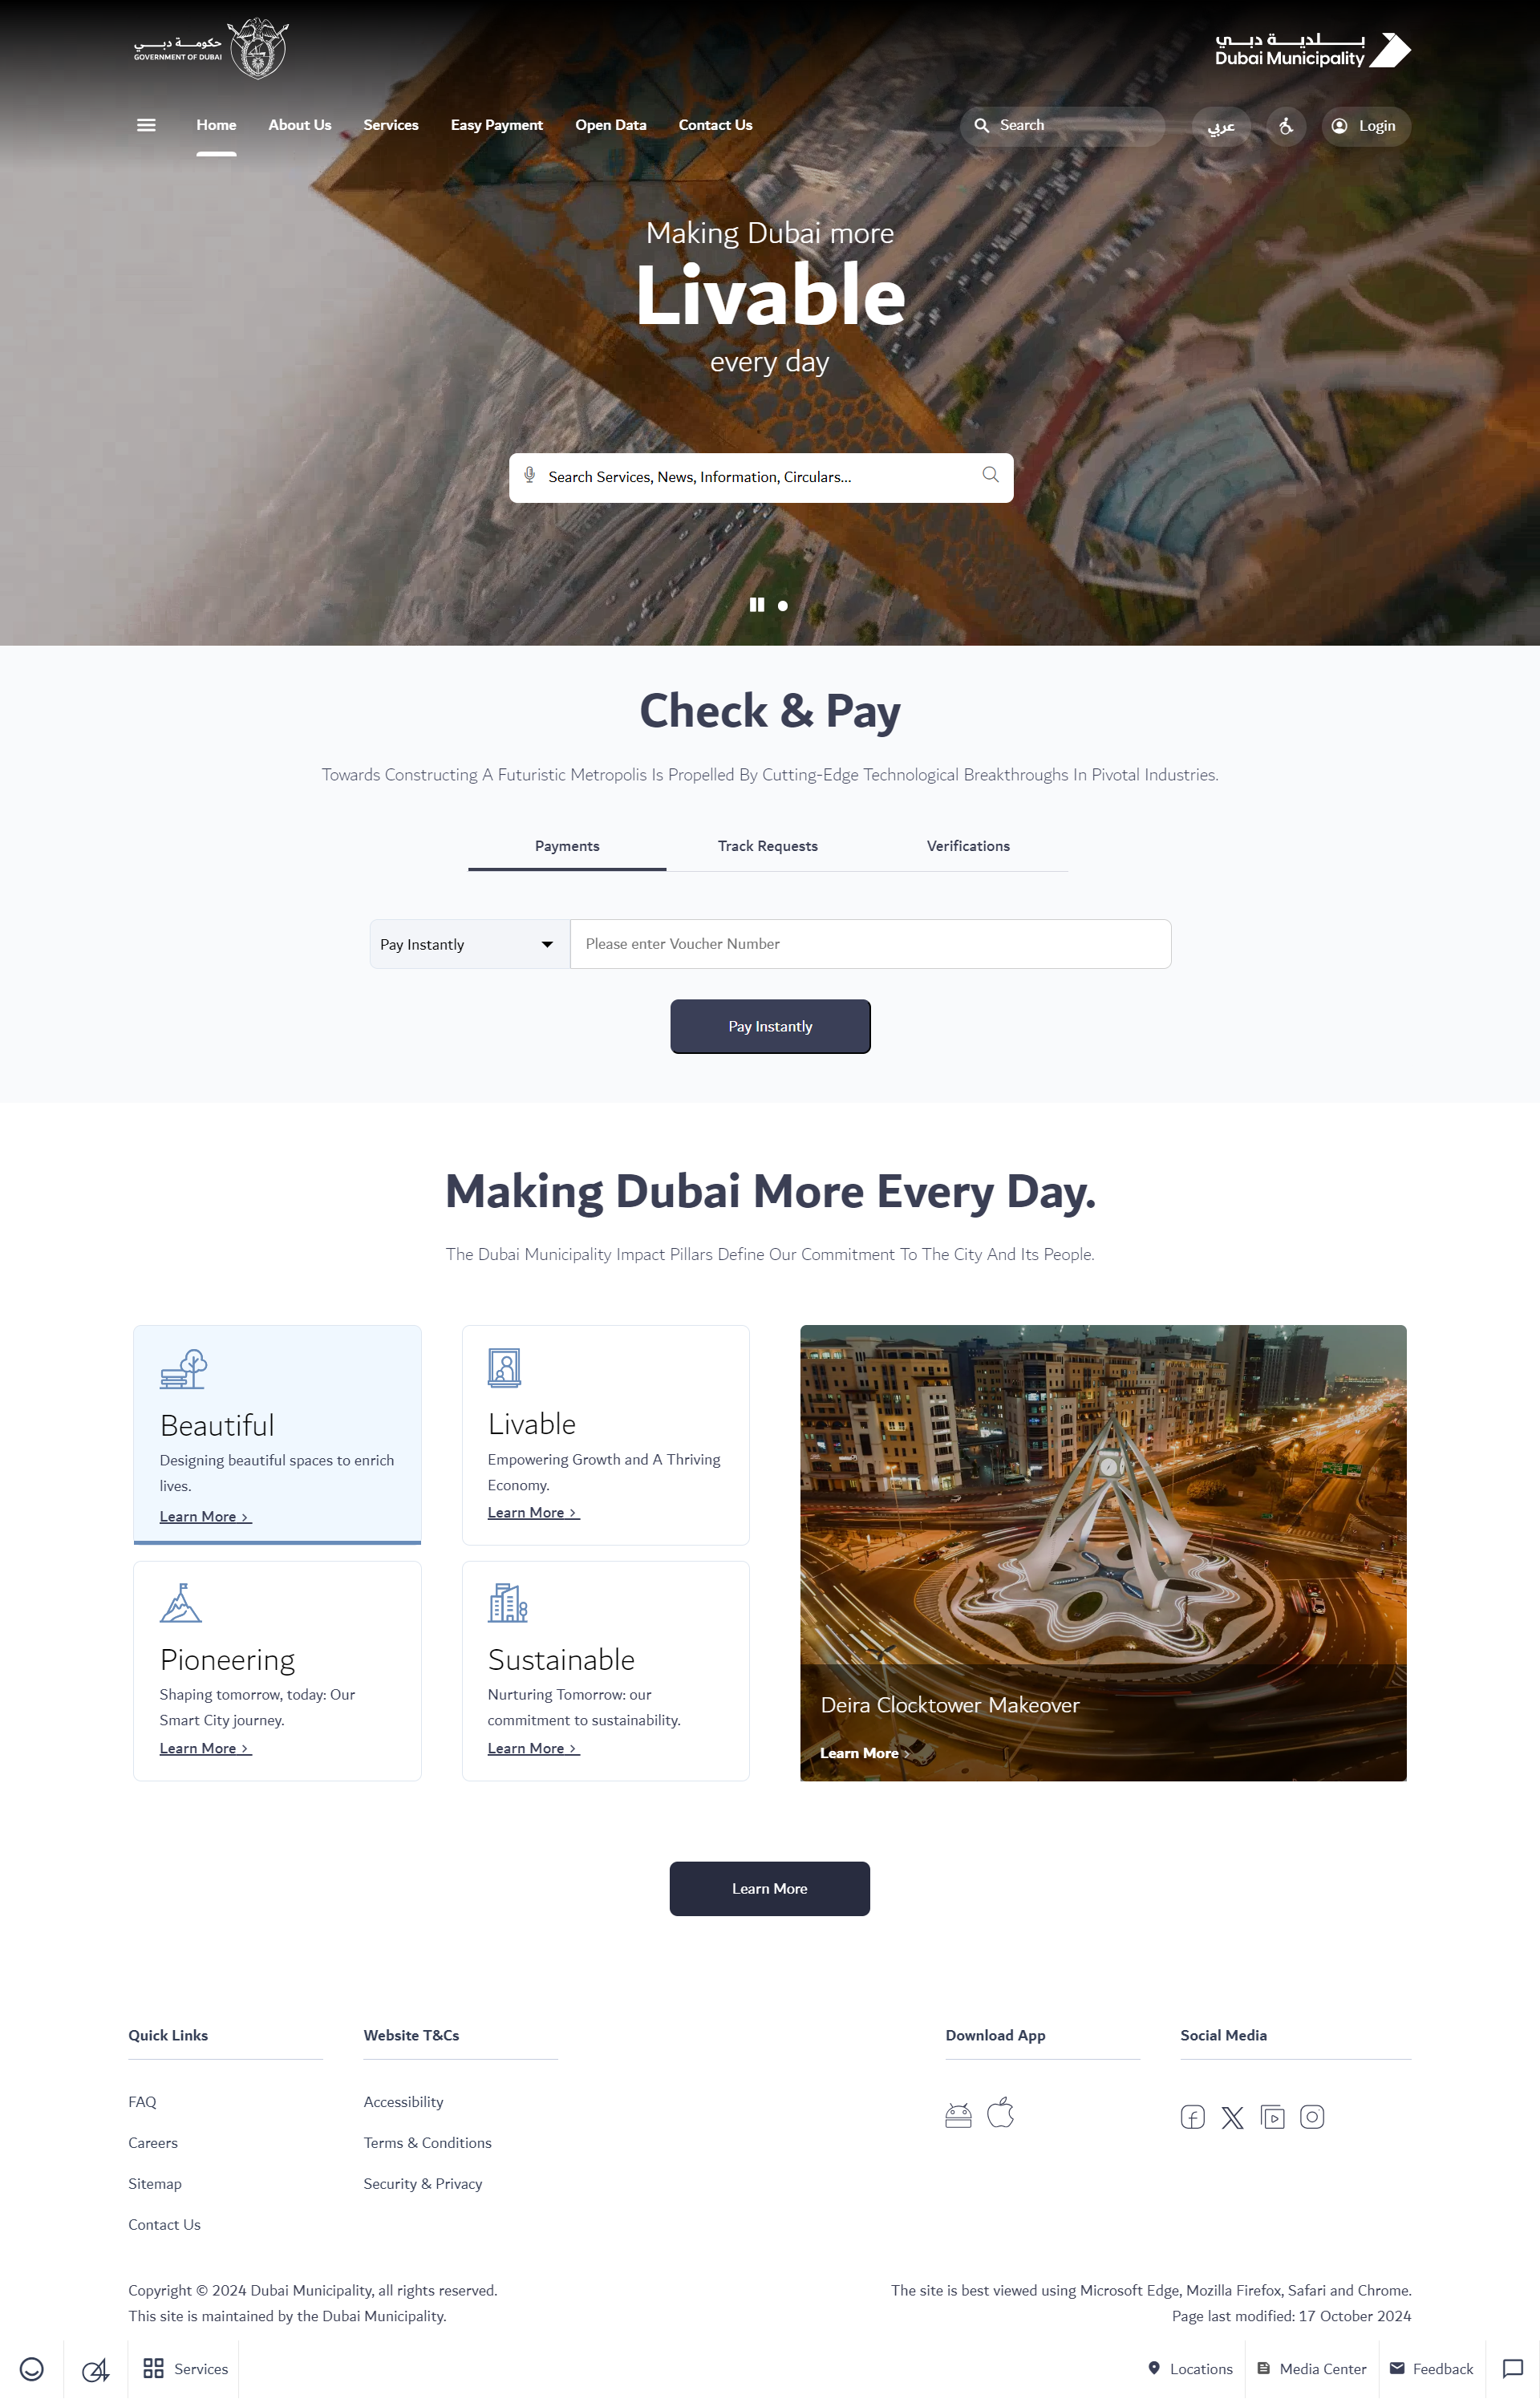 حكومة دبي
GOVERNMENT OF DUBAI
بلدية دبي
Dubai Municipality
Home
About Us
Services
Easy Payment
Open Data
Contact Us
Search
عربي
Login
Making Dubai more
Livable
every day
Search Services, News, Information, Circulars...
Check & Pay
Towards Constructing A Futuristic Metropolis Is Propelled By Cutting-Edge Technological Breakthroughs In Pivotal Industries.
Payments
Track Requests
Verifications
Pay Instantly
Please enter Voucher Number
Pay Instantly
Making Dubai More Every Day.
The Dubai Municipality Impact Pillars Define Our Commitment To The City And Its People.
Beautiful
Designing beautiful spaces to enrich
lives.
Learn More >
Livable
Empowering Growth and A Thriving
Economy.
Learn More >
Pioneering
Shaping tomorrow, today: Our
Smart City journey.
Learn More >
Sustainable
Nurturing Tomorrow: our
commitment to sustainability.
Learn More >
Deira Clocktower Makeover
Learn More >
Learn More
Quick Links
FAQ
Careers
Sitemap
Contact Us
Website T&Cs
Accessibility
Terms & Conditions
Security & Privacy
Download App
Social Media
Copyright © 2024 Dubai Municipality, all rights reserved.
This site is maintained by the Dubai Municipality.
The site is best viewed using Microsoft Edge, Mozilla Firefox, Safari and Chrome.
Page last modified: 17 October 2024
Services
Locations
Media Center
Feedback